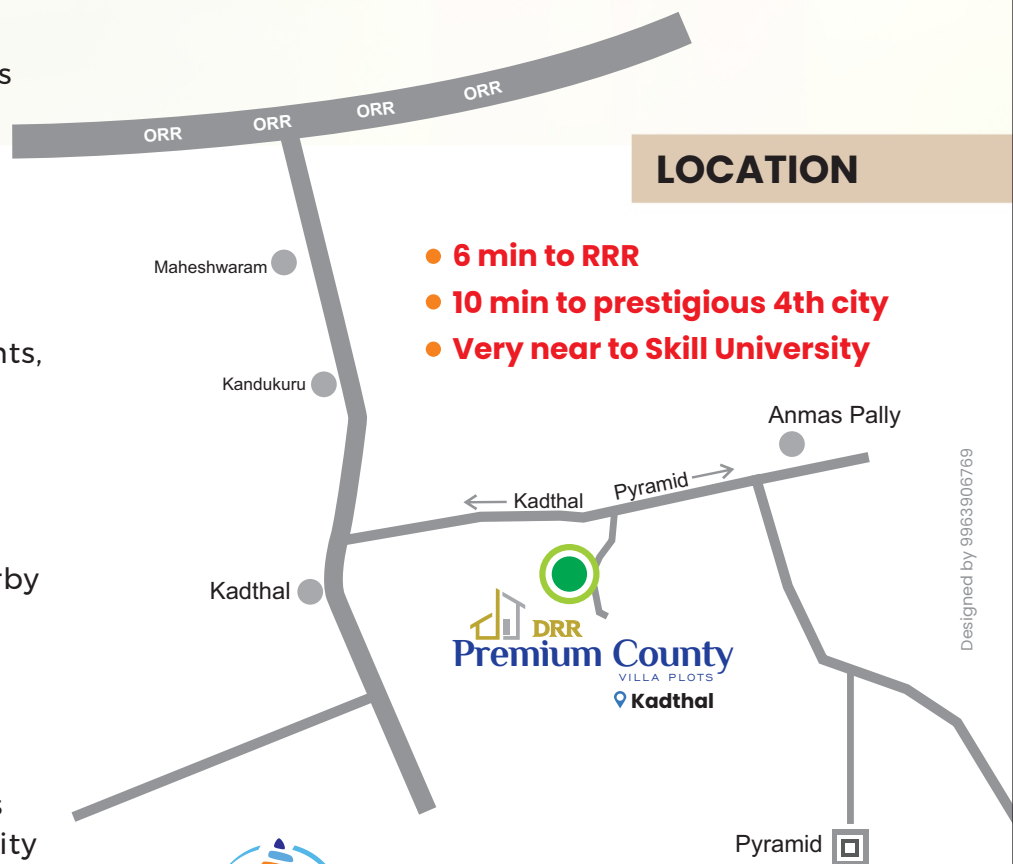 s
ORR ORR ORR ORR
LOCATION
Maheshwaram
• 6 min to RRR
• 10 min to prestigious 4th city
• Very near to Skill University
nts,
Kandukuru
Anmas Pally
Kadthal
Pyramid
Designed by 9963906769
rby
Kadthal
DRR
Premium County
VILLA PLOTS
Kadthal
s
ity
Pyramid